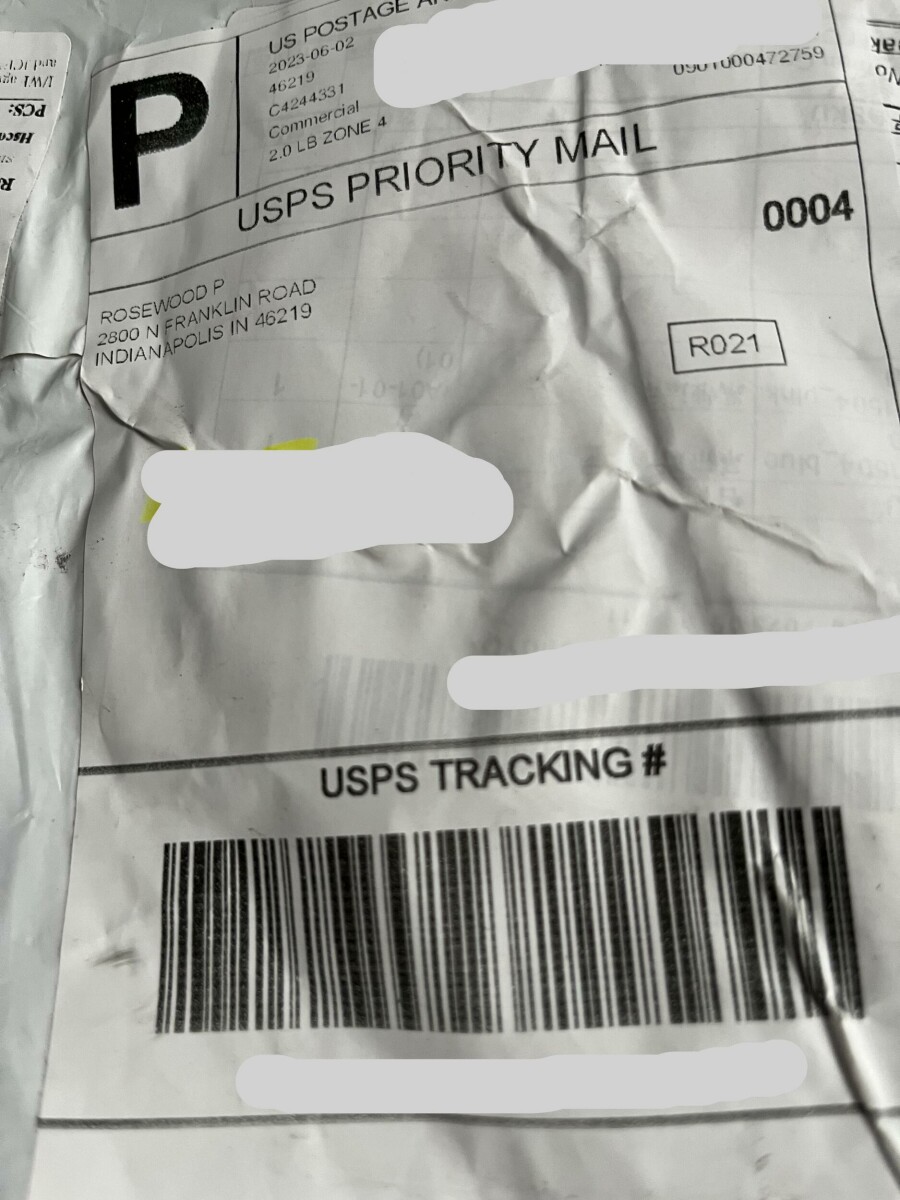 P
US POSTAGE
2023-06-02
46219
C4244331
Commercial
2.0 LB ZONE 4
0901000472759
USPS PRIORITY MAIL
0004
ROSEWOOD P
2800 N FRANKLIN ROAD
INDIANAPOLIS IN 46219
R021
USPS TRACKING #
PCS: